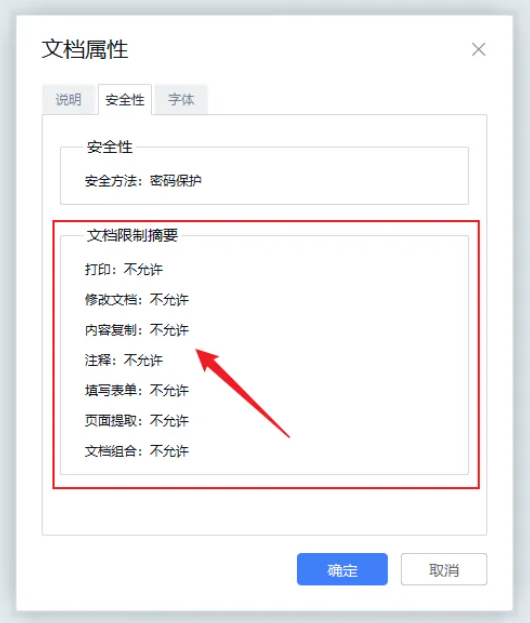 文档属性
说明 安全性 字体
安全性
安全方法：密码保护
文档限制摘要
打印：不允许
修改文档：不允许
内容复制：不允许
注释：不允许
填写表单：不允许
页面提取：不允许
文档组合：不允许
确定 取消